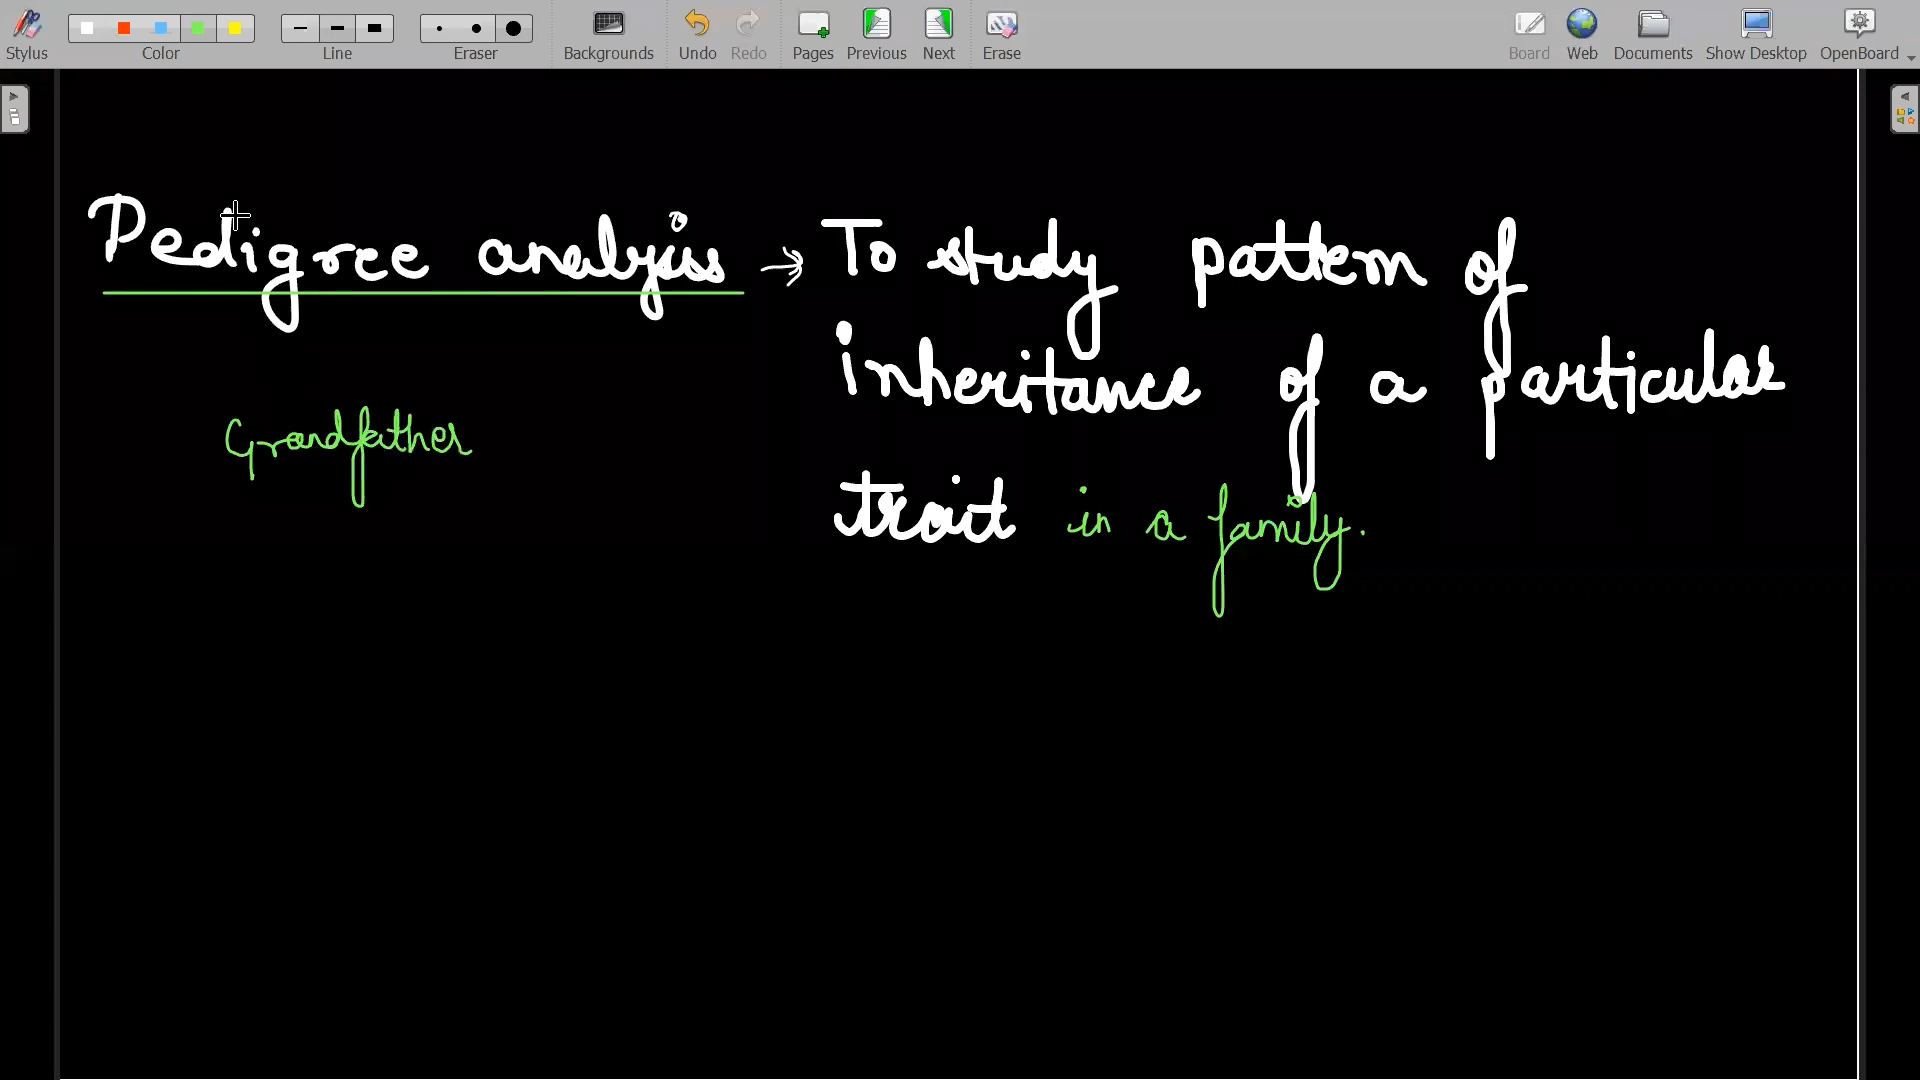 Stylus Color Line Eraser Backgrounds Undo Redo Pages Previous Next Erase Board Web Documents Show Desktop OpenBoard
Pedigree analysis → To study pattern of
inheritance of a particular
Grandfather
trait in a family.